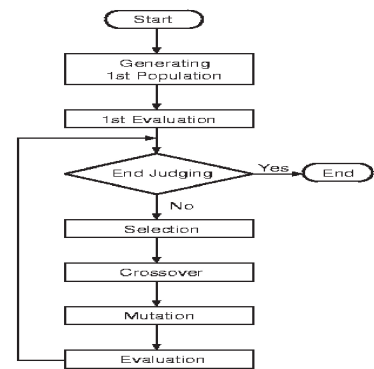 Start
Generating
1st Population
1st Evaluation
End Judging
Yes
End
No
Selection
Crossover
Mutation
Evaluation